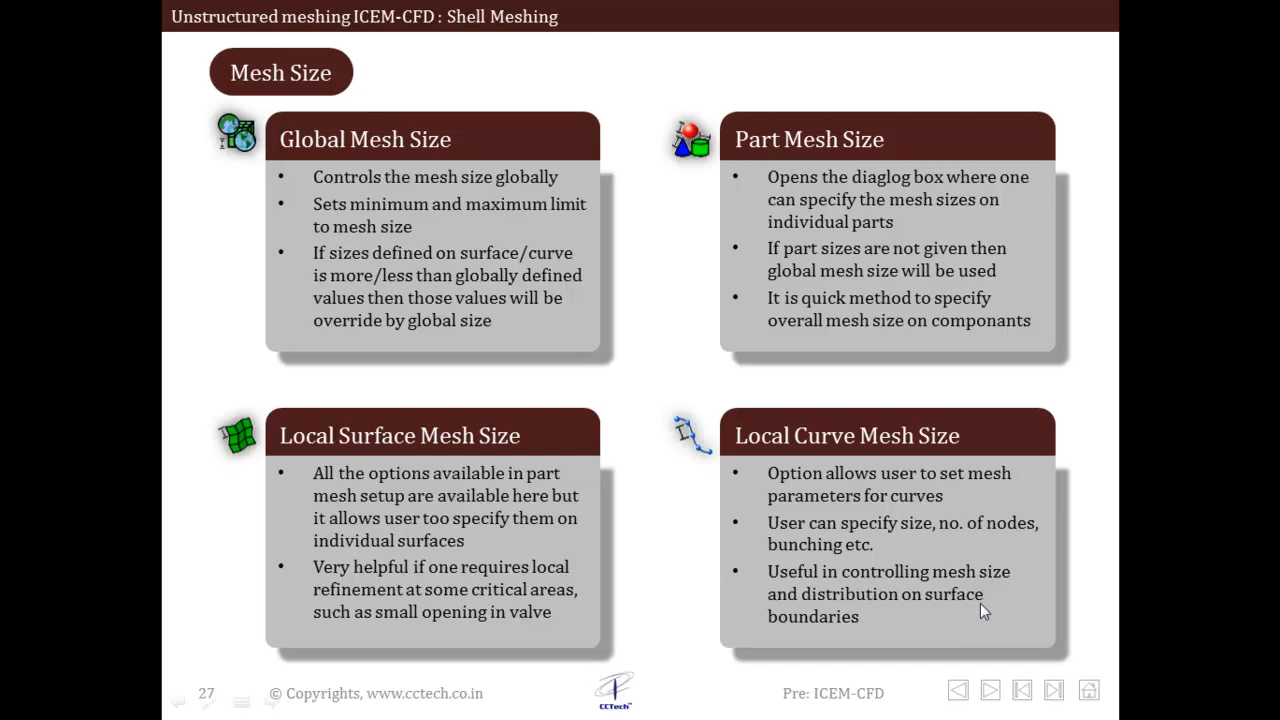 Unstructured meshing ICEM-CFD : Shell Meshing
Mesh Size
Global Mesh Size
• Controls the mesh size globally
• Sets minimum and maximum limit
to mesh size
• If sizes defined on surface/curve
is more/less than globally defined
values then those values will be
override by global size
Part Mesh Size
• Opens the diaglog box where one
can specify the mesh sizes on
individual parts
• If part sizes are not given then
global mesh size will be used
• It is quick method to specify
overall mesh size on componants
Local Surface Mesh Size
• All the options available in part
mesh setup are available here but
it allows user too specify them on
individual surfaces
• Very helpful if one requires local
refinement at some critical areas,
such as small opening in valve
Local Curve Mesh Size
• Option allows user to set mesh
parameters for curves
• User can specify size, no. of nodes,
bunching etc.
• Useful in controlling mesh size
and distribution on surface
boundaries
27
© Copyrights, www.cctech.co.in
CCTech™
Pre: ICEM-CFD